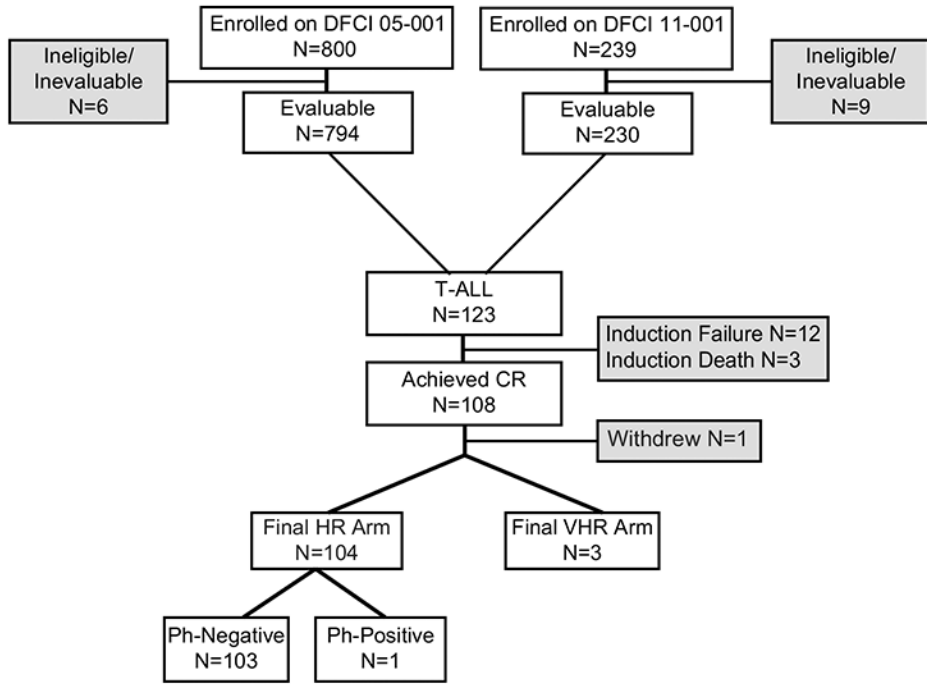 Enrolled on DFCI 05-001
N=800
Enrolled on DFCI 11-001
N=239
Ineligible/
Inevaluable
N=6
Ineligible/
Inevaluable
N=9
Evaluable
N=794
Evaluable
N=230
T-ALL
N=123
Induction Failure N=12
Induction Death N=3
Achieved CR
N=108
Withdrew N=1
Final HR Arm
N=104
Final VHR Arm
N=3
Ph-Negative
N=103
Ph-Positive
N=1